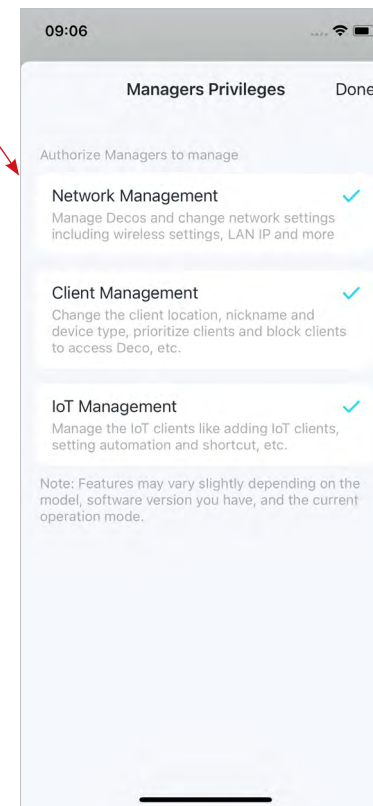 09:06
Managers Privileges Done
Authorize Managers to manage
Network Management
Manage Decos and change network settings
including wireless settings, LAN IP and more
Client Management
Change the client location, nickname and
device type, prioritize clients and block clients
to access Deco, etc.
IoT Management
Manage the IoT clients like adding IoT clients,
setting automation and shortcut, etc.
Note: Features may vary slightly depending on the
model, software version you have, and the current
operation mode.